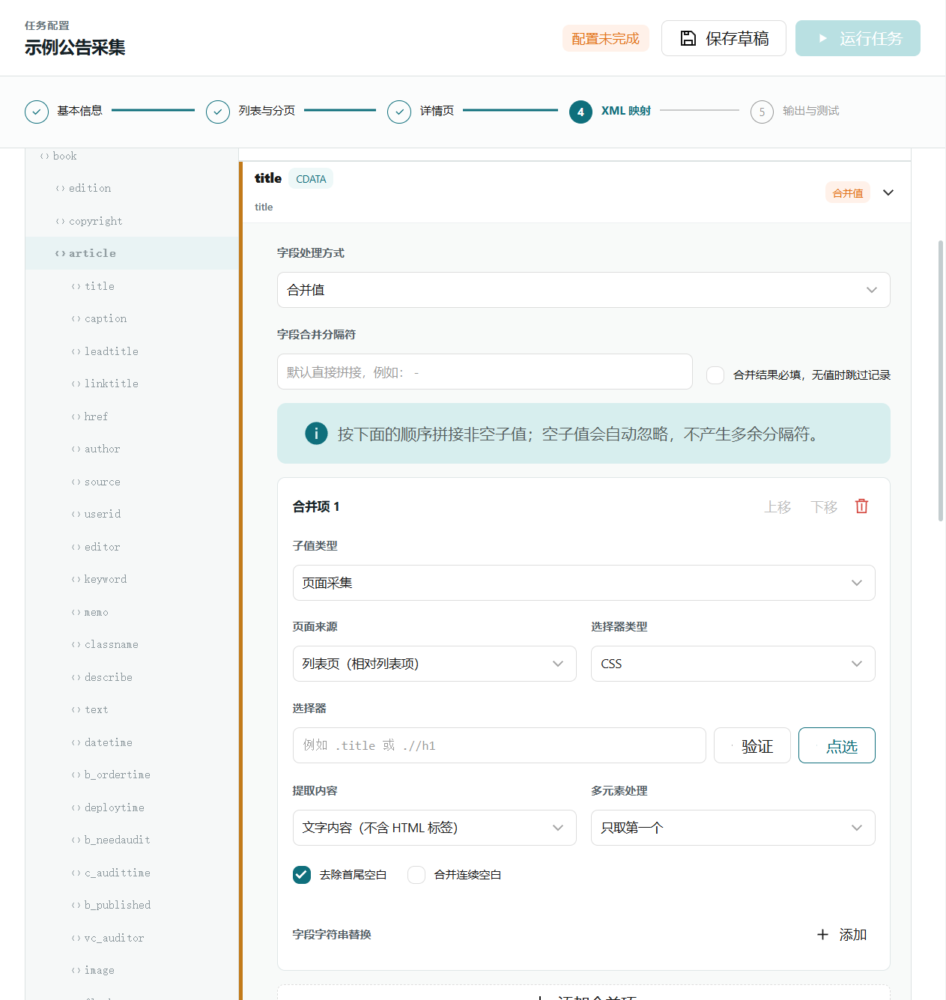 任务配置
示例公告采集
配置未完成
保存草稿
运行任务
基本信息
列表与分页
详情页
4 XML 映射
5 输出与测试
book
edition
copyright
article
title
caption
leadtitle
linktitle
href
author
source
userid
editor
keyword
memo
classname
describe
text
datetime
b_ordertime
deploytime
b_needaudit
c_audittime
b_published
vc_auditor
image
title CDATA
title
合并值
字段处理方式
合并值
字段合并分隔符
默认直接拼接，例如： -
合并结果必填，无值时跳过记录
按下面的顺序拼接非空子值；空子值会自动忽略，不产生多余分隔符。
合并项 1
上移
下移
子值类型
页面采集
页面来源
选择器类型
列表页（相对列表项）
CSS
选择器
例如 .title 或 .//h1
验证
点选
提取内容
多元素处理
文字内容（不含 HTML 标签）
只取第一个
去除首尾空白
合并连续空白
字段字符串替换
+ 添加